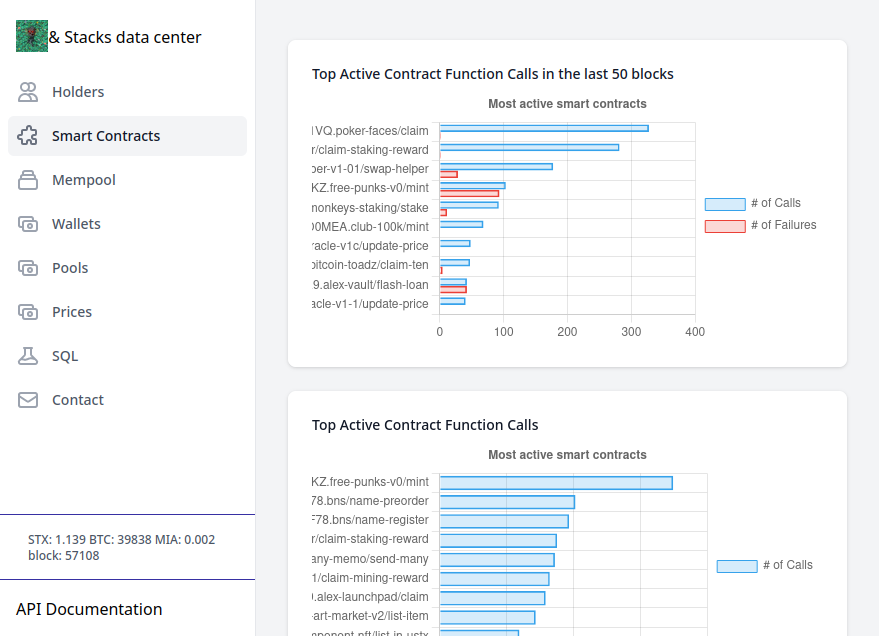 & Stacks data center
Holders
Smart Contracts
Mempool
Wallets
Pools
Prices
SQL
Contact
STX: 1.139 BTC: 39838 MIA: 0.002
block: 57108
API Documentation
Top Active Contract Function Calls in the last 50 blocks
Most active smart contracts
VQ.poker-faces/claim
r/claim-staking-reward
per-v1-01/swap-helper
KZ.free-punks-v0/mint
monkeys-staking/stake
00MEA.club-100k/mint
racle-v1c/update-price
bitcoin-toadz/claim-ten
9.alex-vault/flash-loan
acle-v1-1/update-price
0 100 200 300 400
# of Calls
# of Failures
Top Active Contract Function Calls
Most active smart contracts
KZ.free-punks-v0/mint
78.bns/name-preorder
F78.bns/name-register
r/claim-staking-reward
any-memo/send-many
1/claim-mining-reward
.alex-launchpad/claim
-art-market-v2/list-item
# of Calls